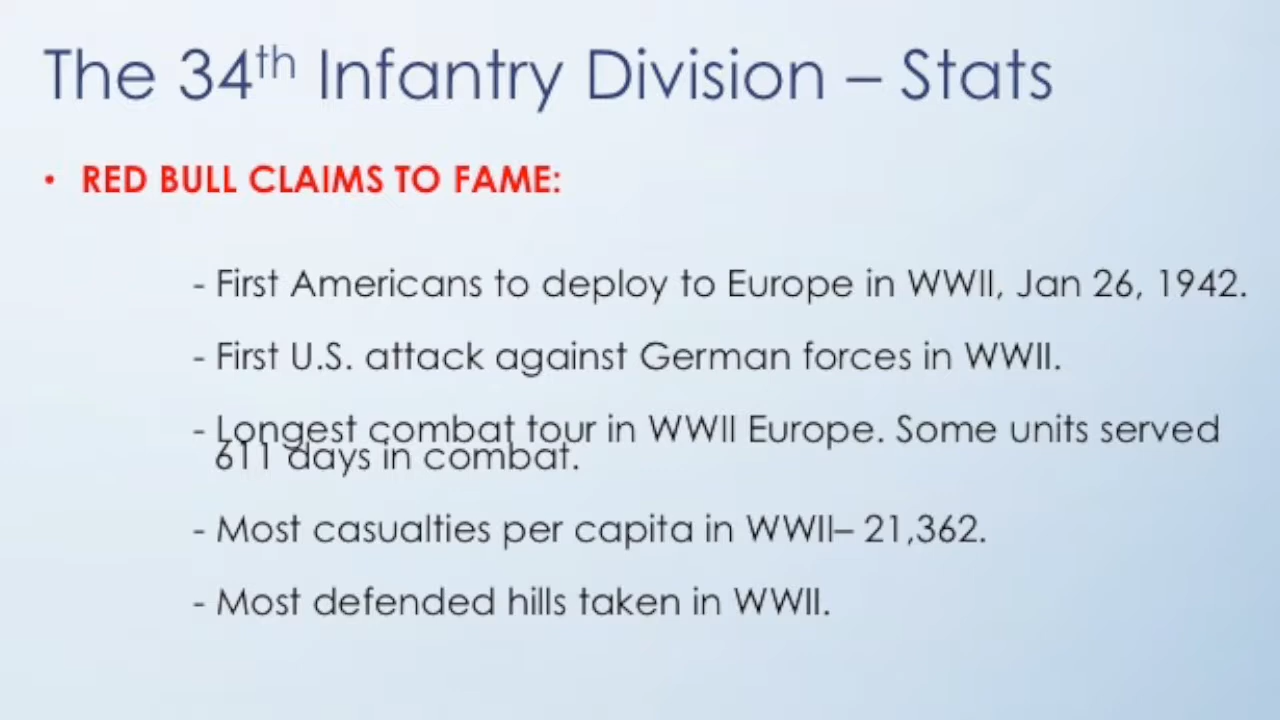 The 34th Infantry Division – Stats
• RED BULL CLAIMS TO FAME:
- First Americans to deploy to Europe in WWII, Jan 26, 1942.
- First U.S. attack against German forces in WWII.
- Longest combat tour in WWII Europe. Some units served
611 days in combat.
- Most casualties per capita in WWII– 21,362.
- Most defended hills taken in WWII.